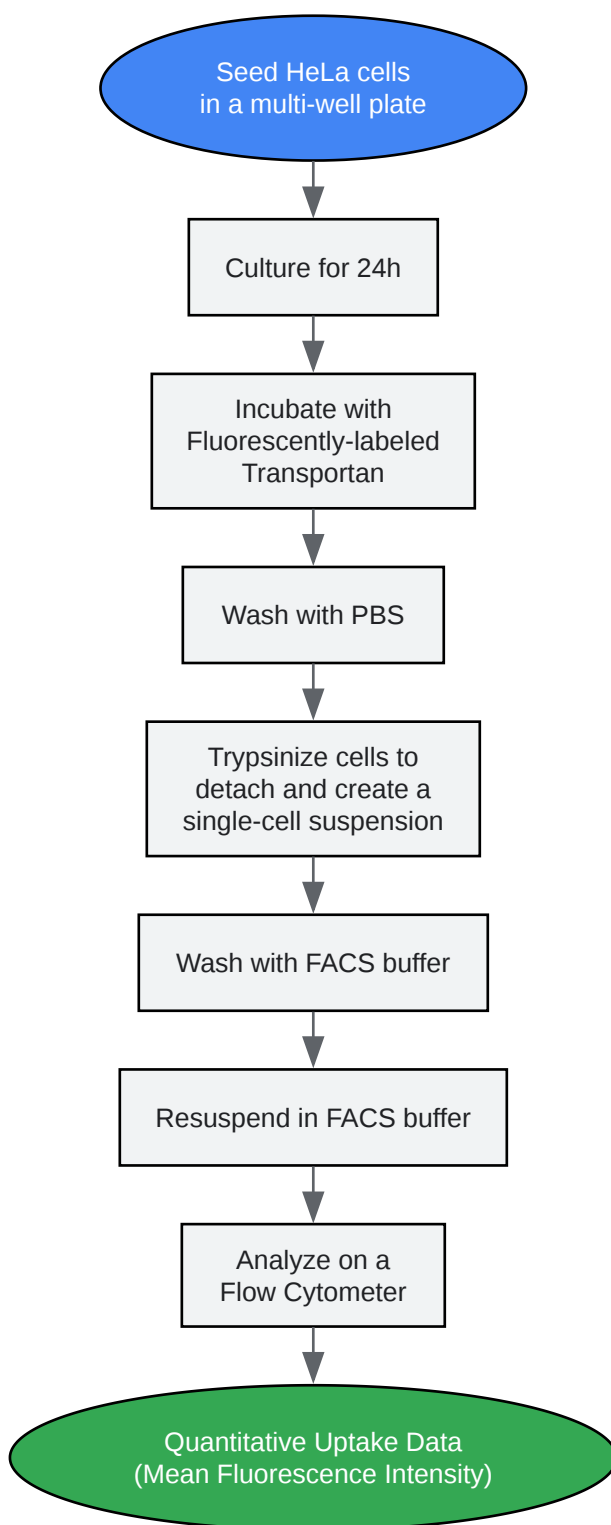 Seed HeLa cells
in a multi-well plate
Culture for 24h
Incubate with
Fluorescently-labeled
Transportan
Wash with PBS
Trypsinize cells to
detach and create a
single-cell suspension
Wash with FACS buffer
Resuspend in FACS buffer
Analyze on a
Flow Cytometer
Quantitative Uptake Data
(Mean Fluorescence Intensity)